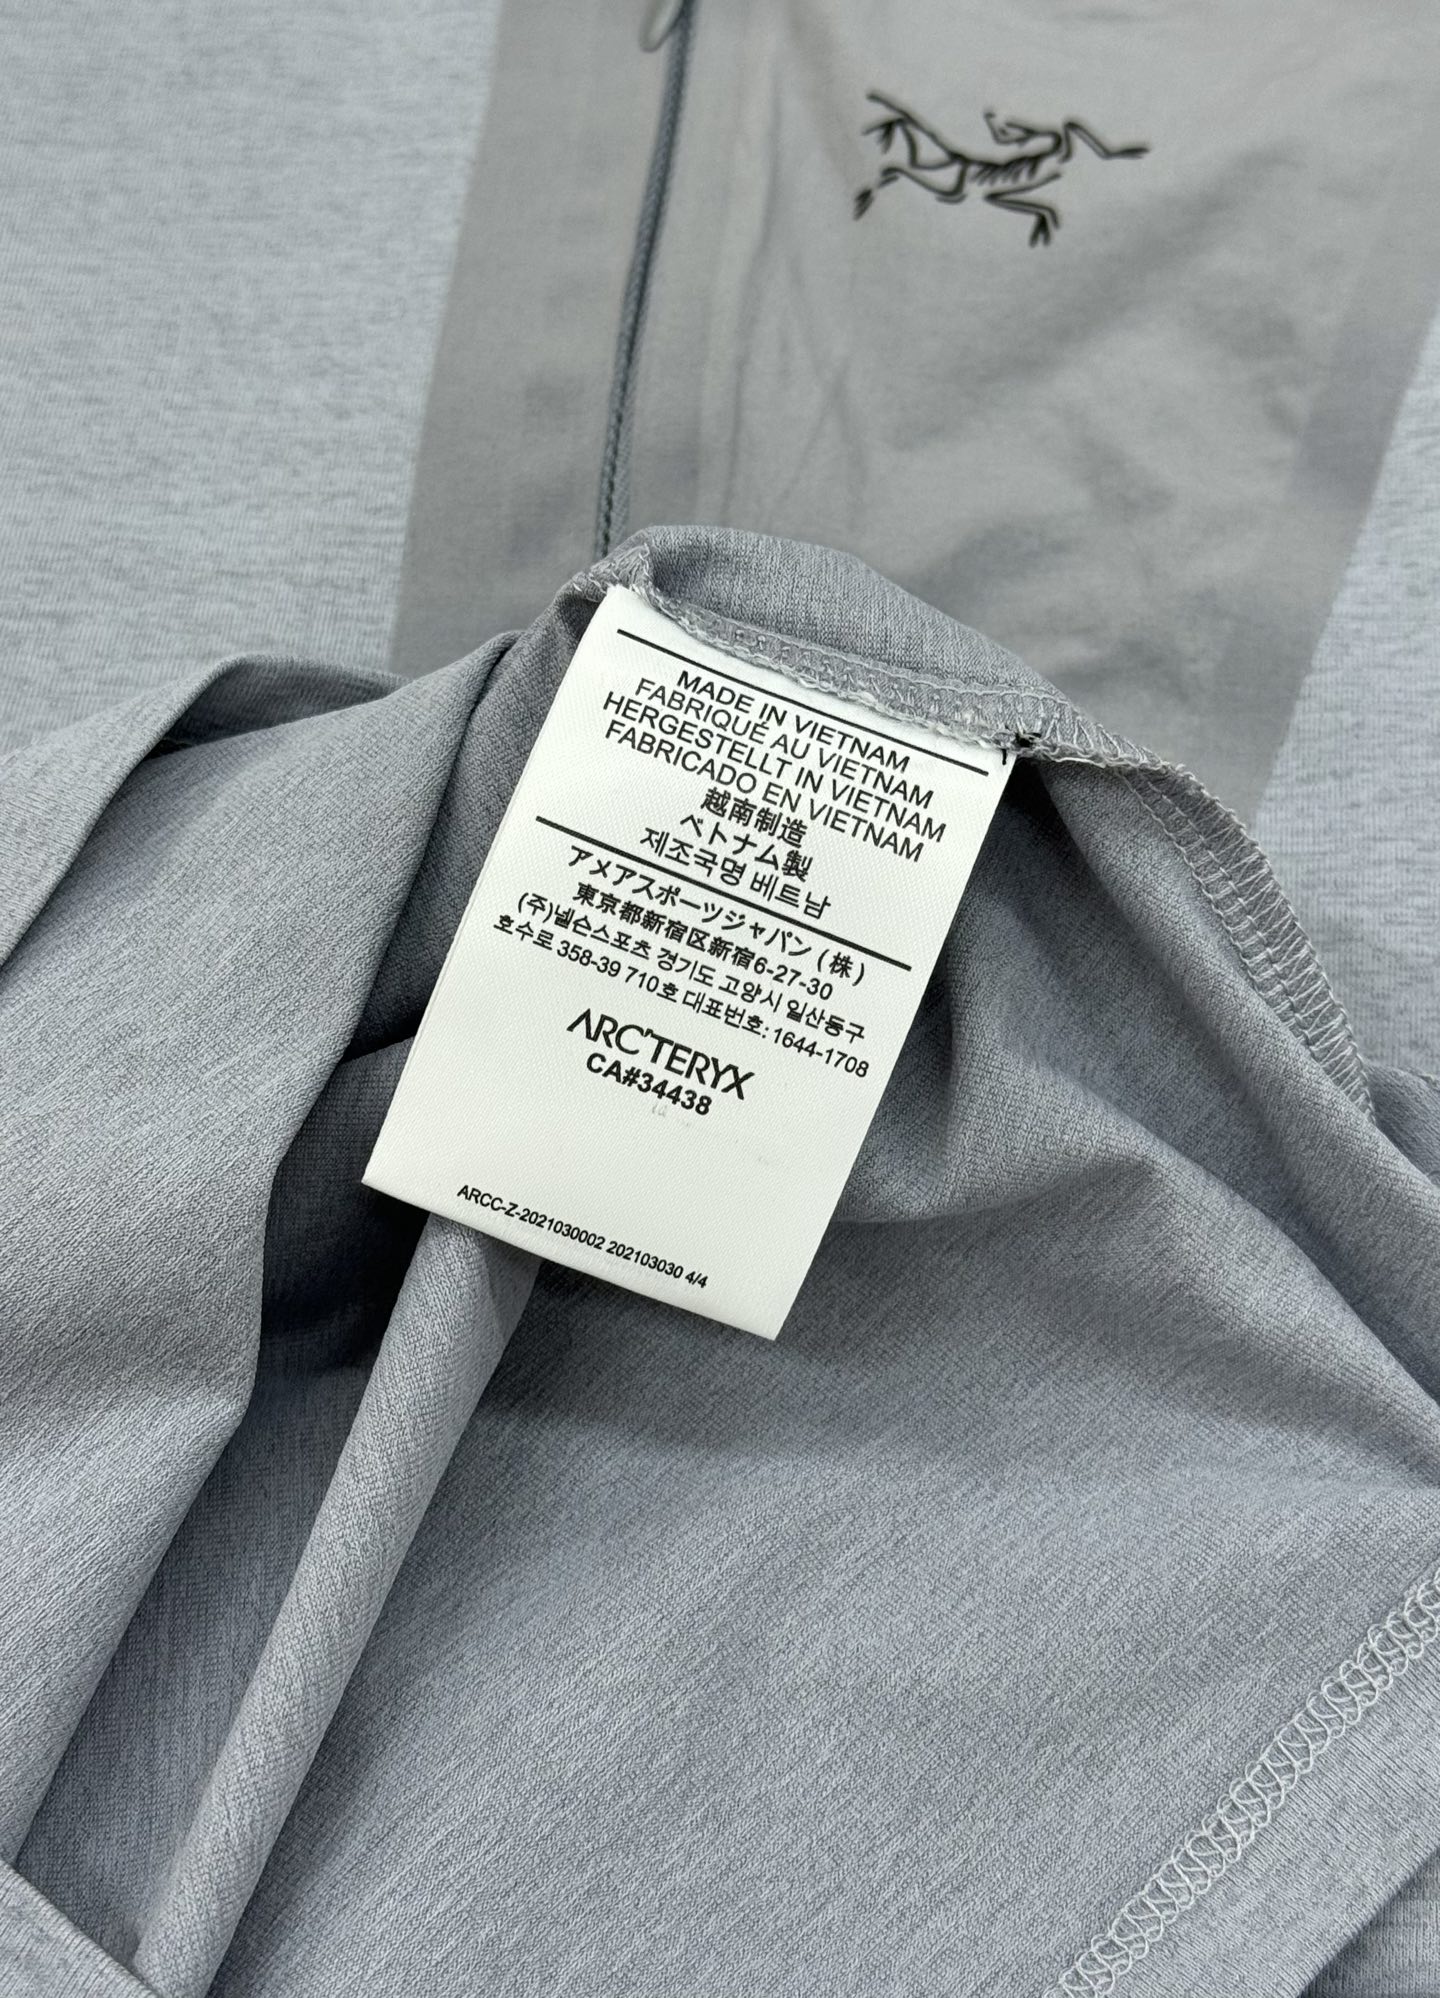 MADE IN VIETNAM
FABRIQUÉ AU VIETNAM
HERGESTELLT IN VIETNAM
FABRICADO EN VIETNAM
越南制造
ベトナム製
제조국명 베트남
アメアスポーツジャパン (株)
東京都新宿区新宿6-27-30
(주)넬슨스포츠 경기도 고양시 일산동구
호수로 358-39 710호 대표번호: 1644-1708
ARC'TERYX
CA#34438
ARCC-Z-2021030002 202103030 4/4